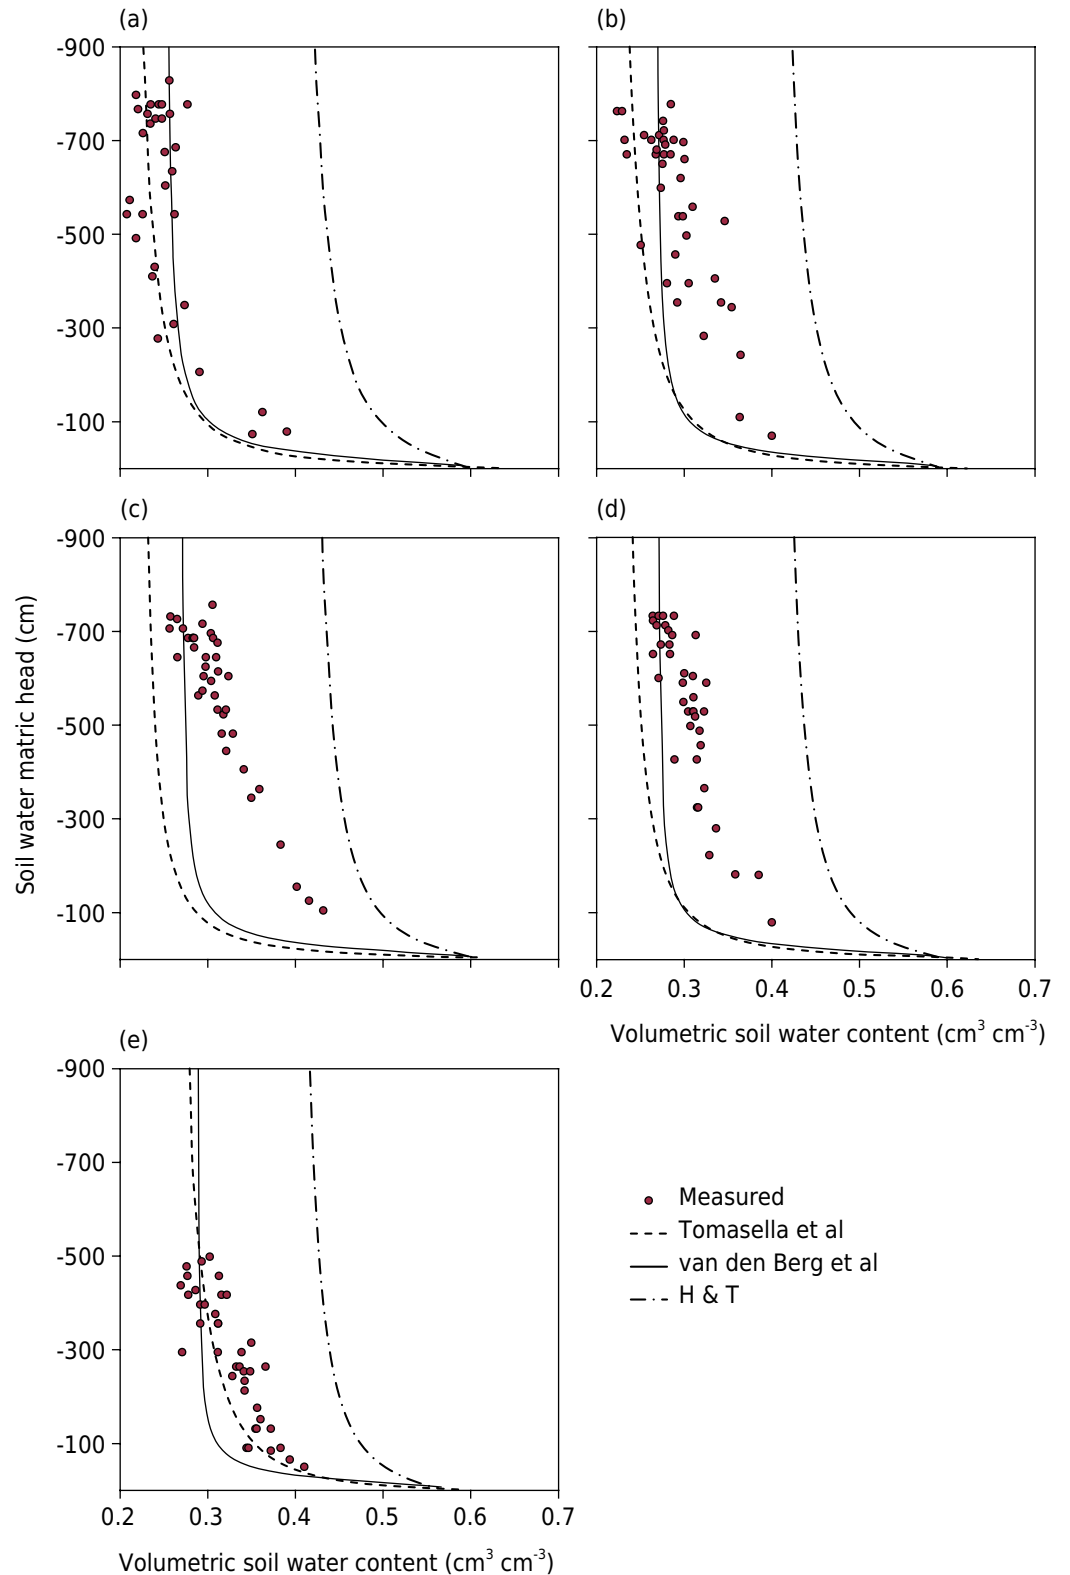 (a)
(b)
-900
-700
-500
-300
-100
(c)
(d)
-900
-700
-500
-300
-100
Soil water matric head (cm)
0.2 0.3 0.4 0.5 0.6 0.7
Volumetric soil water content (cm³ cm⁻³)
(e)
-900
-700
-500
-300
-100
0.2 0.3 0.4 0.5 0.6 0.7
Volumetric soil water content (cm³ cm⁻³)
Measured
Tomasella et al
van den Berg et al
H & T